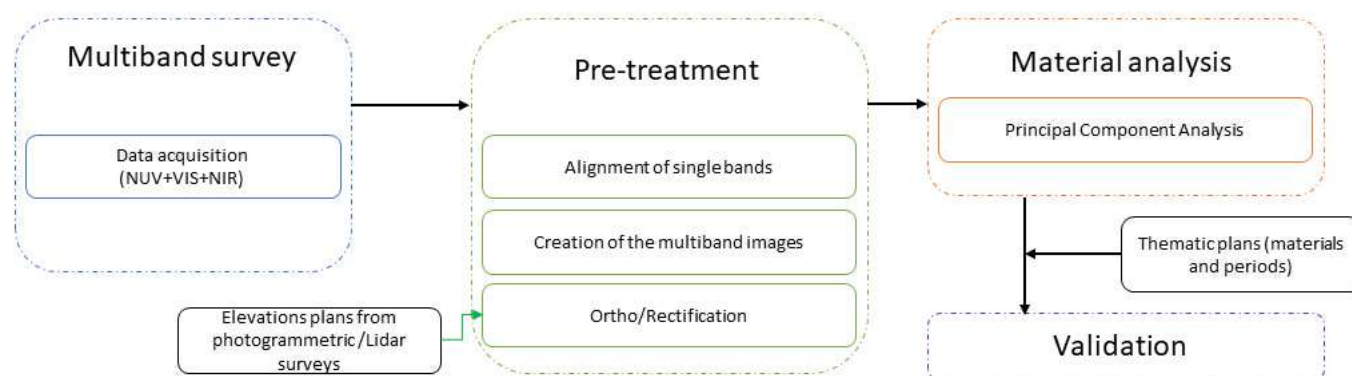 Multiband survey
Data acquisition
(NUV+VIS+NIR)
Pre-treatment
Alignment of single bands
Creation of the multiband images
Ortho/Rectification
Elevations plans from
photogrammetric/Lidar
surveys
Material analysis
Principal Component Analysis
Thematic plans (materials
and periods)
Validation